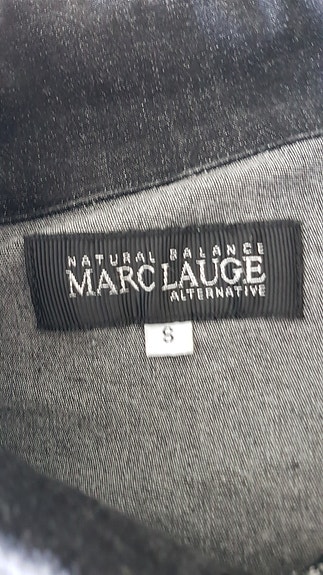 NATURAL BALANCE
MARC LAUGE
ALTERNATIVE
S